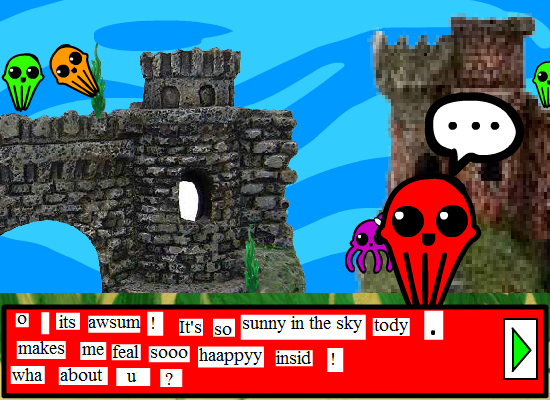 ...
o its awsum ! It's so sunny in the sky tody .
makes me feal sooo haappyy insid !
wha about u ?